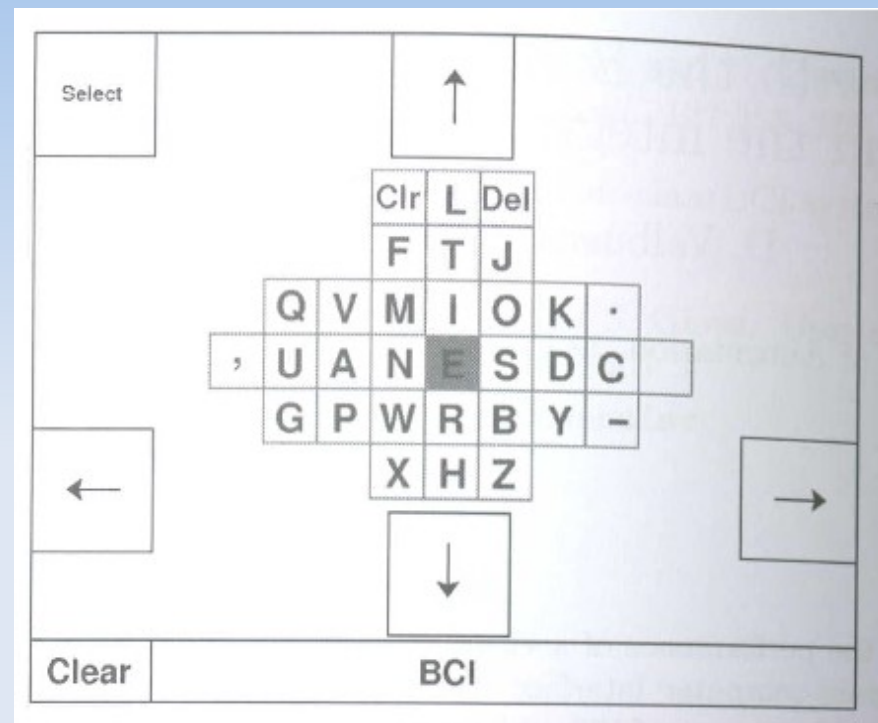 Select
↑
Clr L Del
F T J
Q V M I O K .
, U A N E S D C
G P W R B Y –
X H Z
← →
↓
Clear BCI